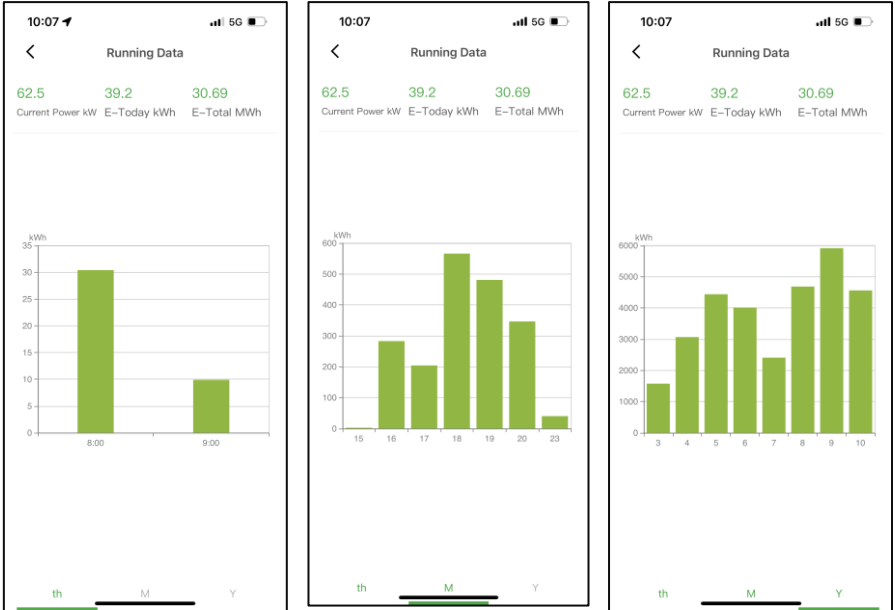 10:07 5G
Running Data
62.5 39.2 30.69
Current Power kW E-Today kWh E-Total MWh
kWh
35
30
25
20
15
10
5
0
8:00 9:00
th M Y
10:07 5G
Running Data
62.5 39.2 30.69
Current Power kW E-Today kWh E-Total MWh
kWh
600
500
400
300
200
100
0
15 16 17 18 19 20 23
th M Y
10:07 5G
Running Data
62.5 39.2 30.69
Current Power kW E-Today kWh E-Total MWh
kWh
6000
5000
4000
3000
2000
1000
0
3 4 5 6 7 8 9 10
th M Y